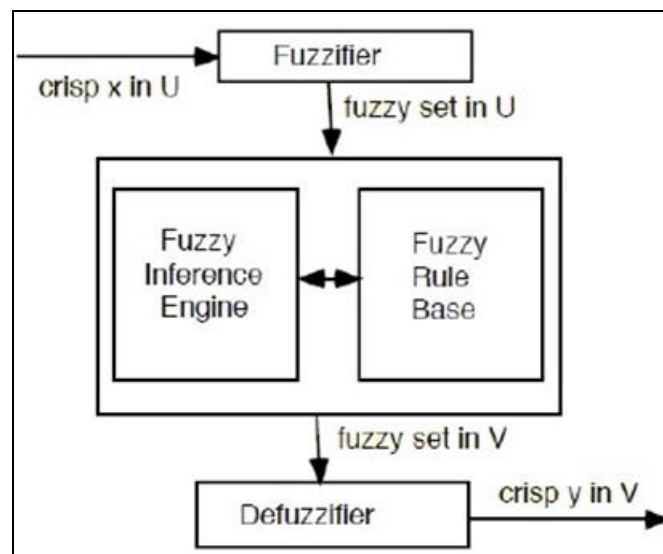 Fuzzifier
crisp x in U
fuzzy set in U
Fuzzy
Inference
Engine
Fuzzy
Rule
Base
fuzzy set in V
Defuzzifier
crisp y in V